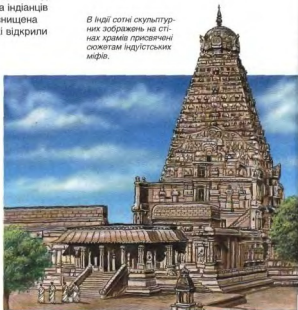 а індіанців
нищена
і відкрили
В Індії сотні скульптур-
них зображень на сті-
нах храмів присвячені
сюжетам індуїстських
міфів.